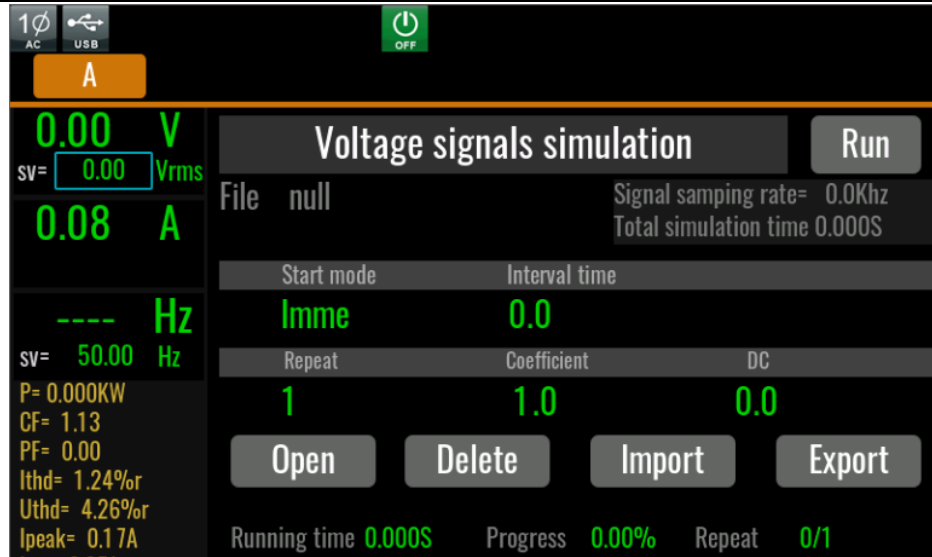 1Ø
AC
USB
OFF
A
0.00 V
sv= 0.00 Vrms
0.08 A
---- Hz
sv= 50.00 Hz
P= 0.000KW
CF= 1.13
PF= 0.00
Ithd= 1.24%r
Uthd= 4.26%r
Ipeak= 0.17A
Voltage signals simulation
Run
File null
Signal samping rate= 0.0Khz
Total simulation time 0.000S
Start mode Interval time
Imme 0.0
Repeat Coefficient DC
1 1.0 0.0
Open Delete Import Export
Running time 0.000S Progress 0.00% Repeat 0/1